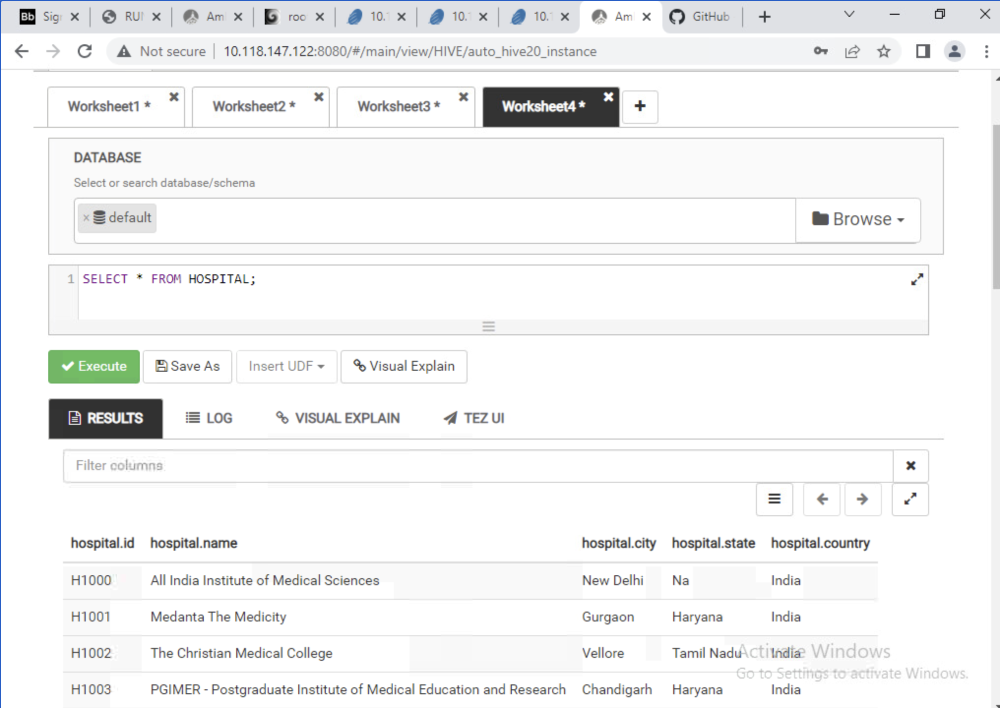 Bb Sig RU Am roo 10. 10. 10. Am GitHub
Not secure 10.118.147.122:8080/#/main/view/HIVE/auto_hive20_instance
Worksheet1 * Worksheet2 * Worksheet3 * Worksheet4 *
DATABASE
Select or search database/schema
× default Browse
1 SELECT * FROM HOSPITAL;
Execute Save As Insert UDF Visual Explain
RESULTS LOG VISUAL EXPLAIN TEZ UI
Filter columns
hospital.id hospital.name hospital.city hospital.state hospital.country
H1000 All India Institute of Medical Sciences New Delhi Na India
H1001 Medanta The Medicity Gurgaon Haryana India
H1002 The Christian Medical College Vellore Tamil Nadu India
Activate Windows
Go to Settings to activate Windows.
H1003 PGIMER - Postgraduate Institute of Medical Education and Research Chandigarh Haryana India